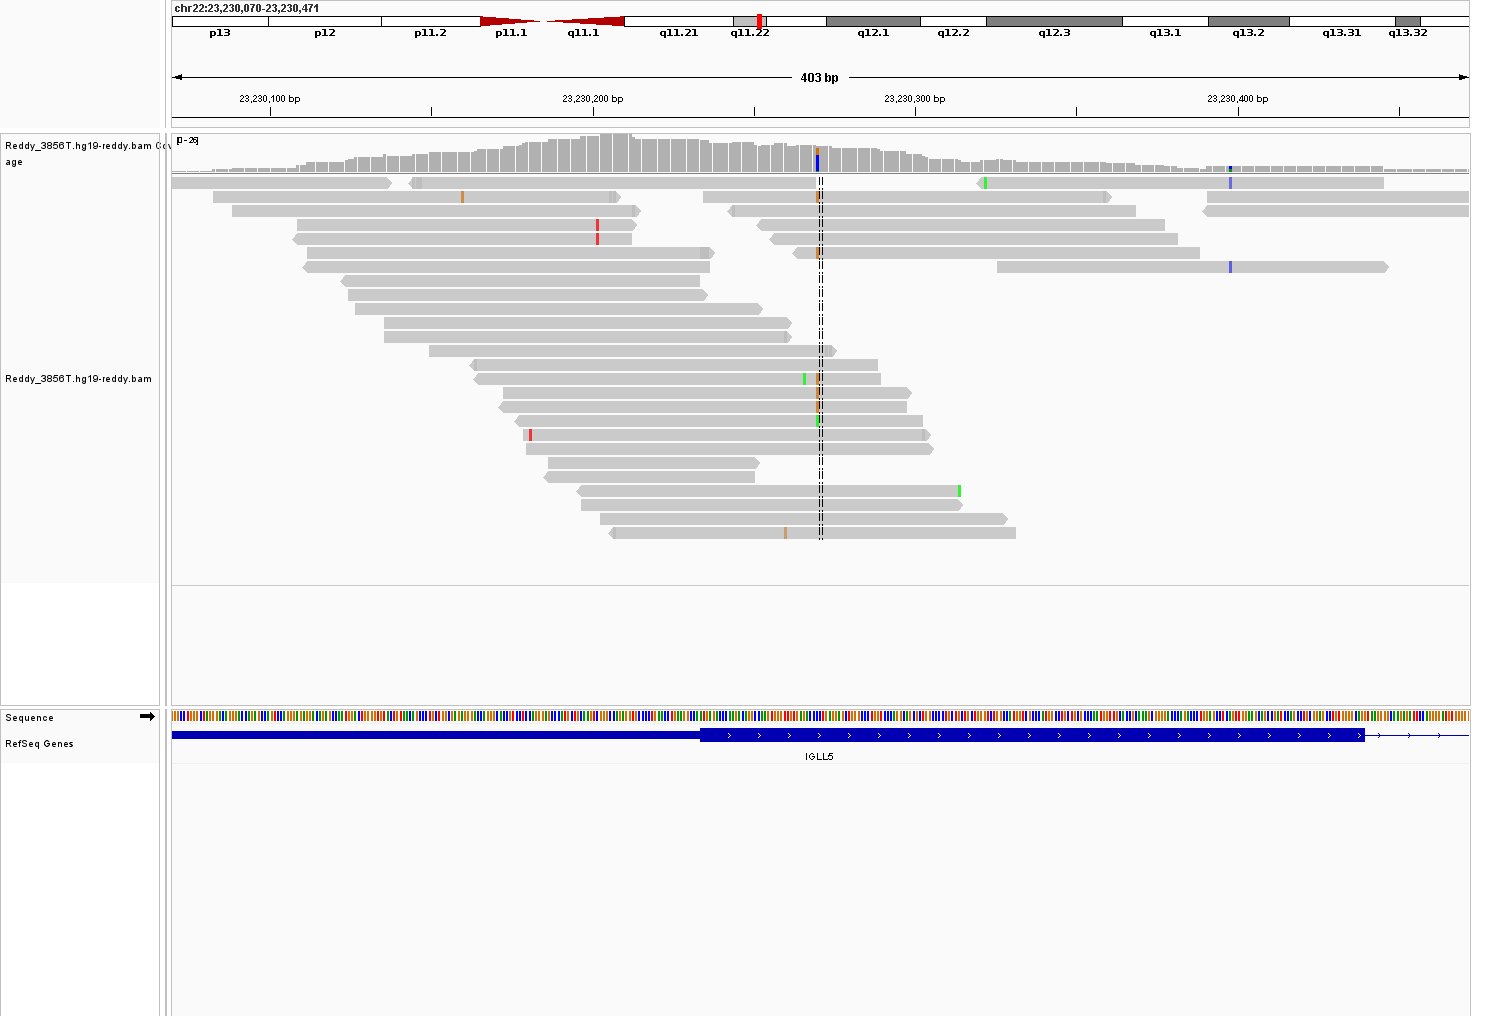 chr22:23,230,070-23,230,471
p13 p12 p11.2 p11.1 q11.1 q11.21 q11.22 q12.1 q12.2 q12.3 q13.1 q13.2 q13.31 q13.32
403 bp
23,230,100 bp 23,230,200 bp 23,230,300 bp 23,230,400 bp
Reddy_3856T.hg19-reddy.bam Cov
age
[0-26]
Reddy_3856T.hg19-reddy.bam
Sequence
RefSeq Genes
IGLL5